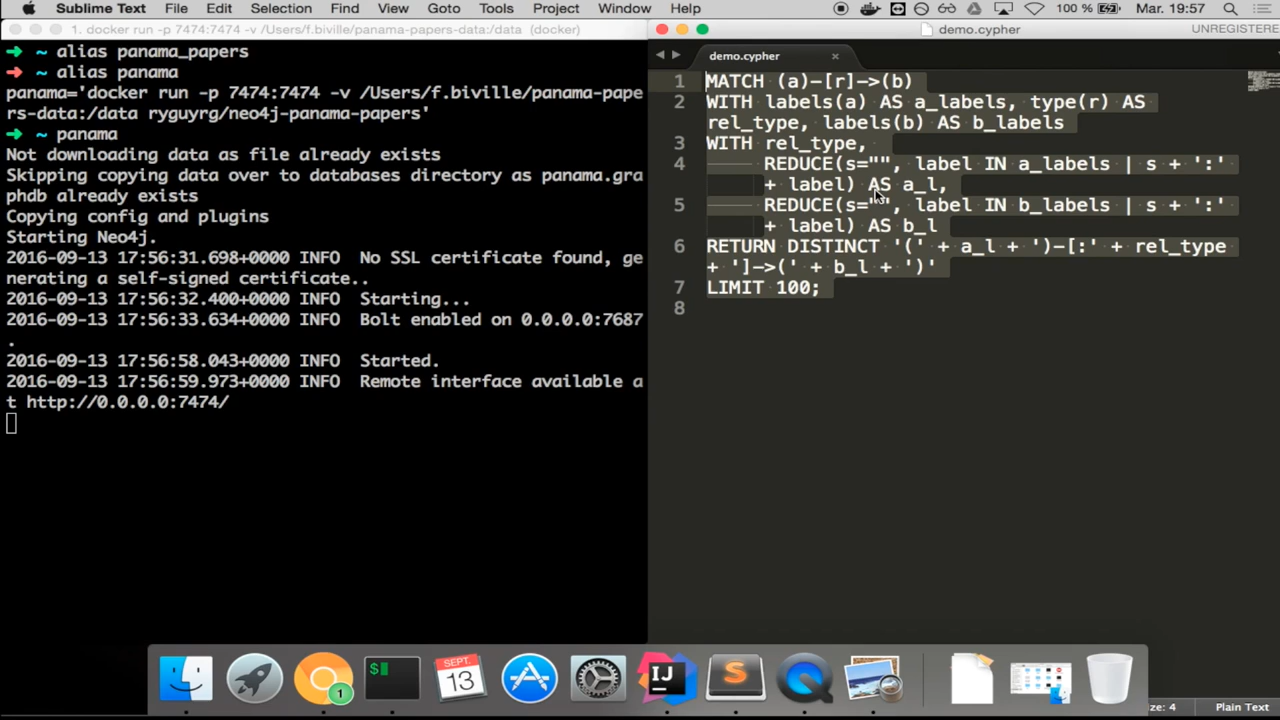 Sublime Text File Edit Selection Find View Goto Tools Project Window Help 100 % Mar. 19:57
1. docker run -p 7474:7474 -v /Users/f.biville/panama-papers-data:/data (docker)
➜ ~ alias panama_papers
➜ ~ alias panama
panama='docker run -p 7474:7474 -v /Users/f.biville/panama-pape
rs-data:/data ryguyrg/neo4j-panama-papers'
➜ ~ panama
Not downloading data as file already exists
Skipping copying data over to databases directory as panama.gra
phdb already exists
Copying config and plugins
Starting Neo4j.
2016-09-13 17:56:31.698+0000 INFO  No SSL certificate found, ge
nerating a self-signed certificate..
2016-09-13 17:56:32.400+0000 INFO  Starting...
2016-09-13 17:56:33.634+0000 INFO  Bolt enabled on 0.0.0.0:7687
.
2016-09-13 17:56:58.043+0000 INFO  Started.
2016-09-13 17:56:59.973+0000 INFO  Remote interface available a
t http://0.0.0.0:7474/
demo.cypher UNREGISTERE
demo.cypher ×
1 MATCH (a)-[r]->(b)
2 WITH labels(a) AS a_labels, type(r) AS
rel_type, labels(b) AS b_labels
3 WITH rel_type,
4 REDUCE(s="", label IN a_labels | s + ':'
+ label) AS a_l,
5 REDUCE(s="", label IN b_labels | s + ':'
+ label) AS b_l
6 RETURN DISTINCT '(' + a_l + ')-[:' + rel_type
+ ']->(' + b_l + ')'
7 LIMIT 100;
8
SEPT.
13
1
$
IJ
S
ze: 4 Plain Text